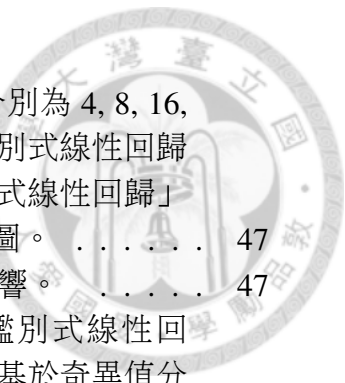 別為 4, 8, 16,
別式線性回歸
式線性回歸」
圖。 . . . . . . 47
響。 . . . . . 47
鑑別式線性回
基於奇異值分